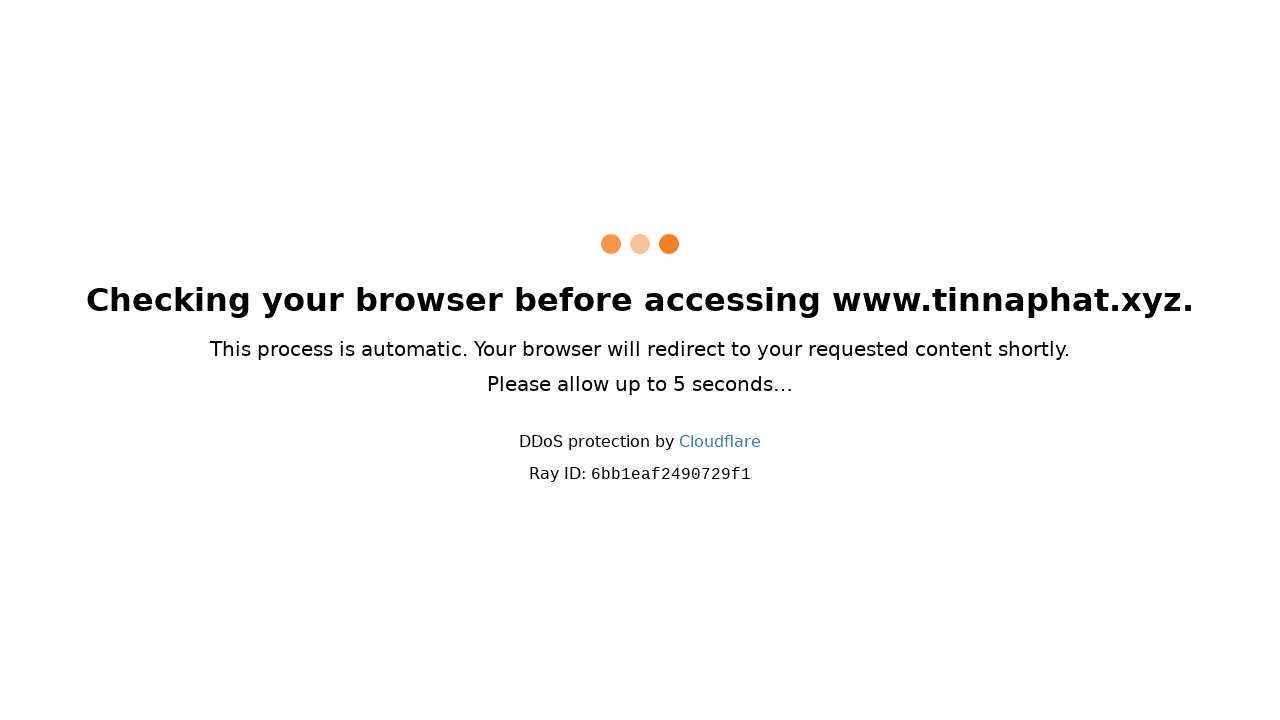 Checking your browser before accessing www.tinnaphat.xyz.
This process is automatic. Your browser will redirect to your requested content shortly.
Please allow up to 5 seconds…
DDoS protection by Cloudflare
Ray ID: 6bb1eaf2490729f1